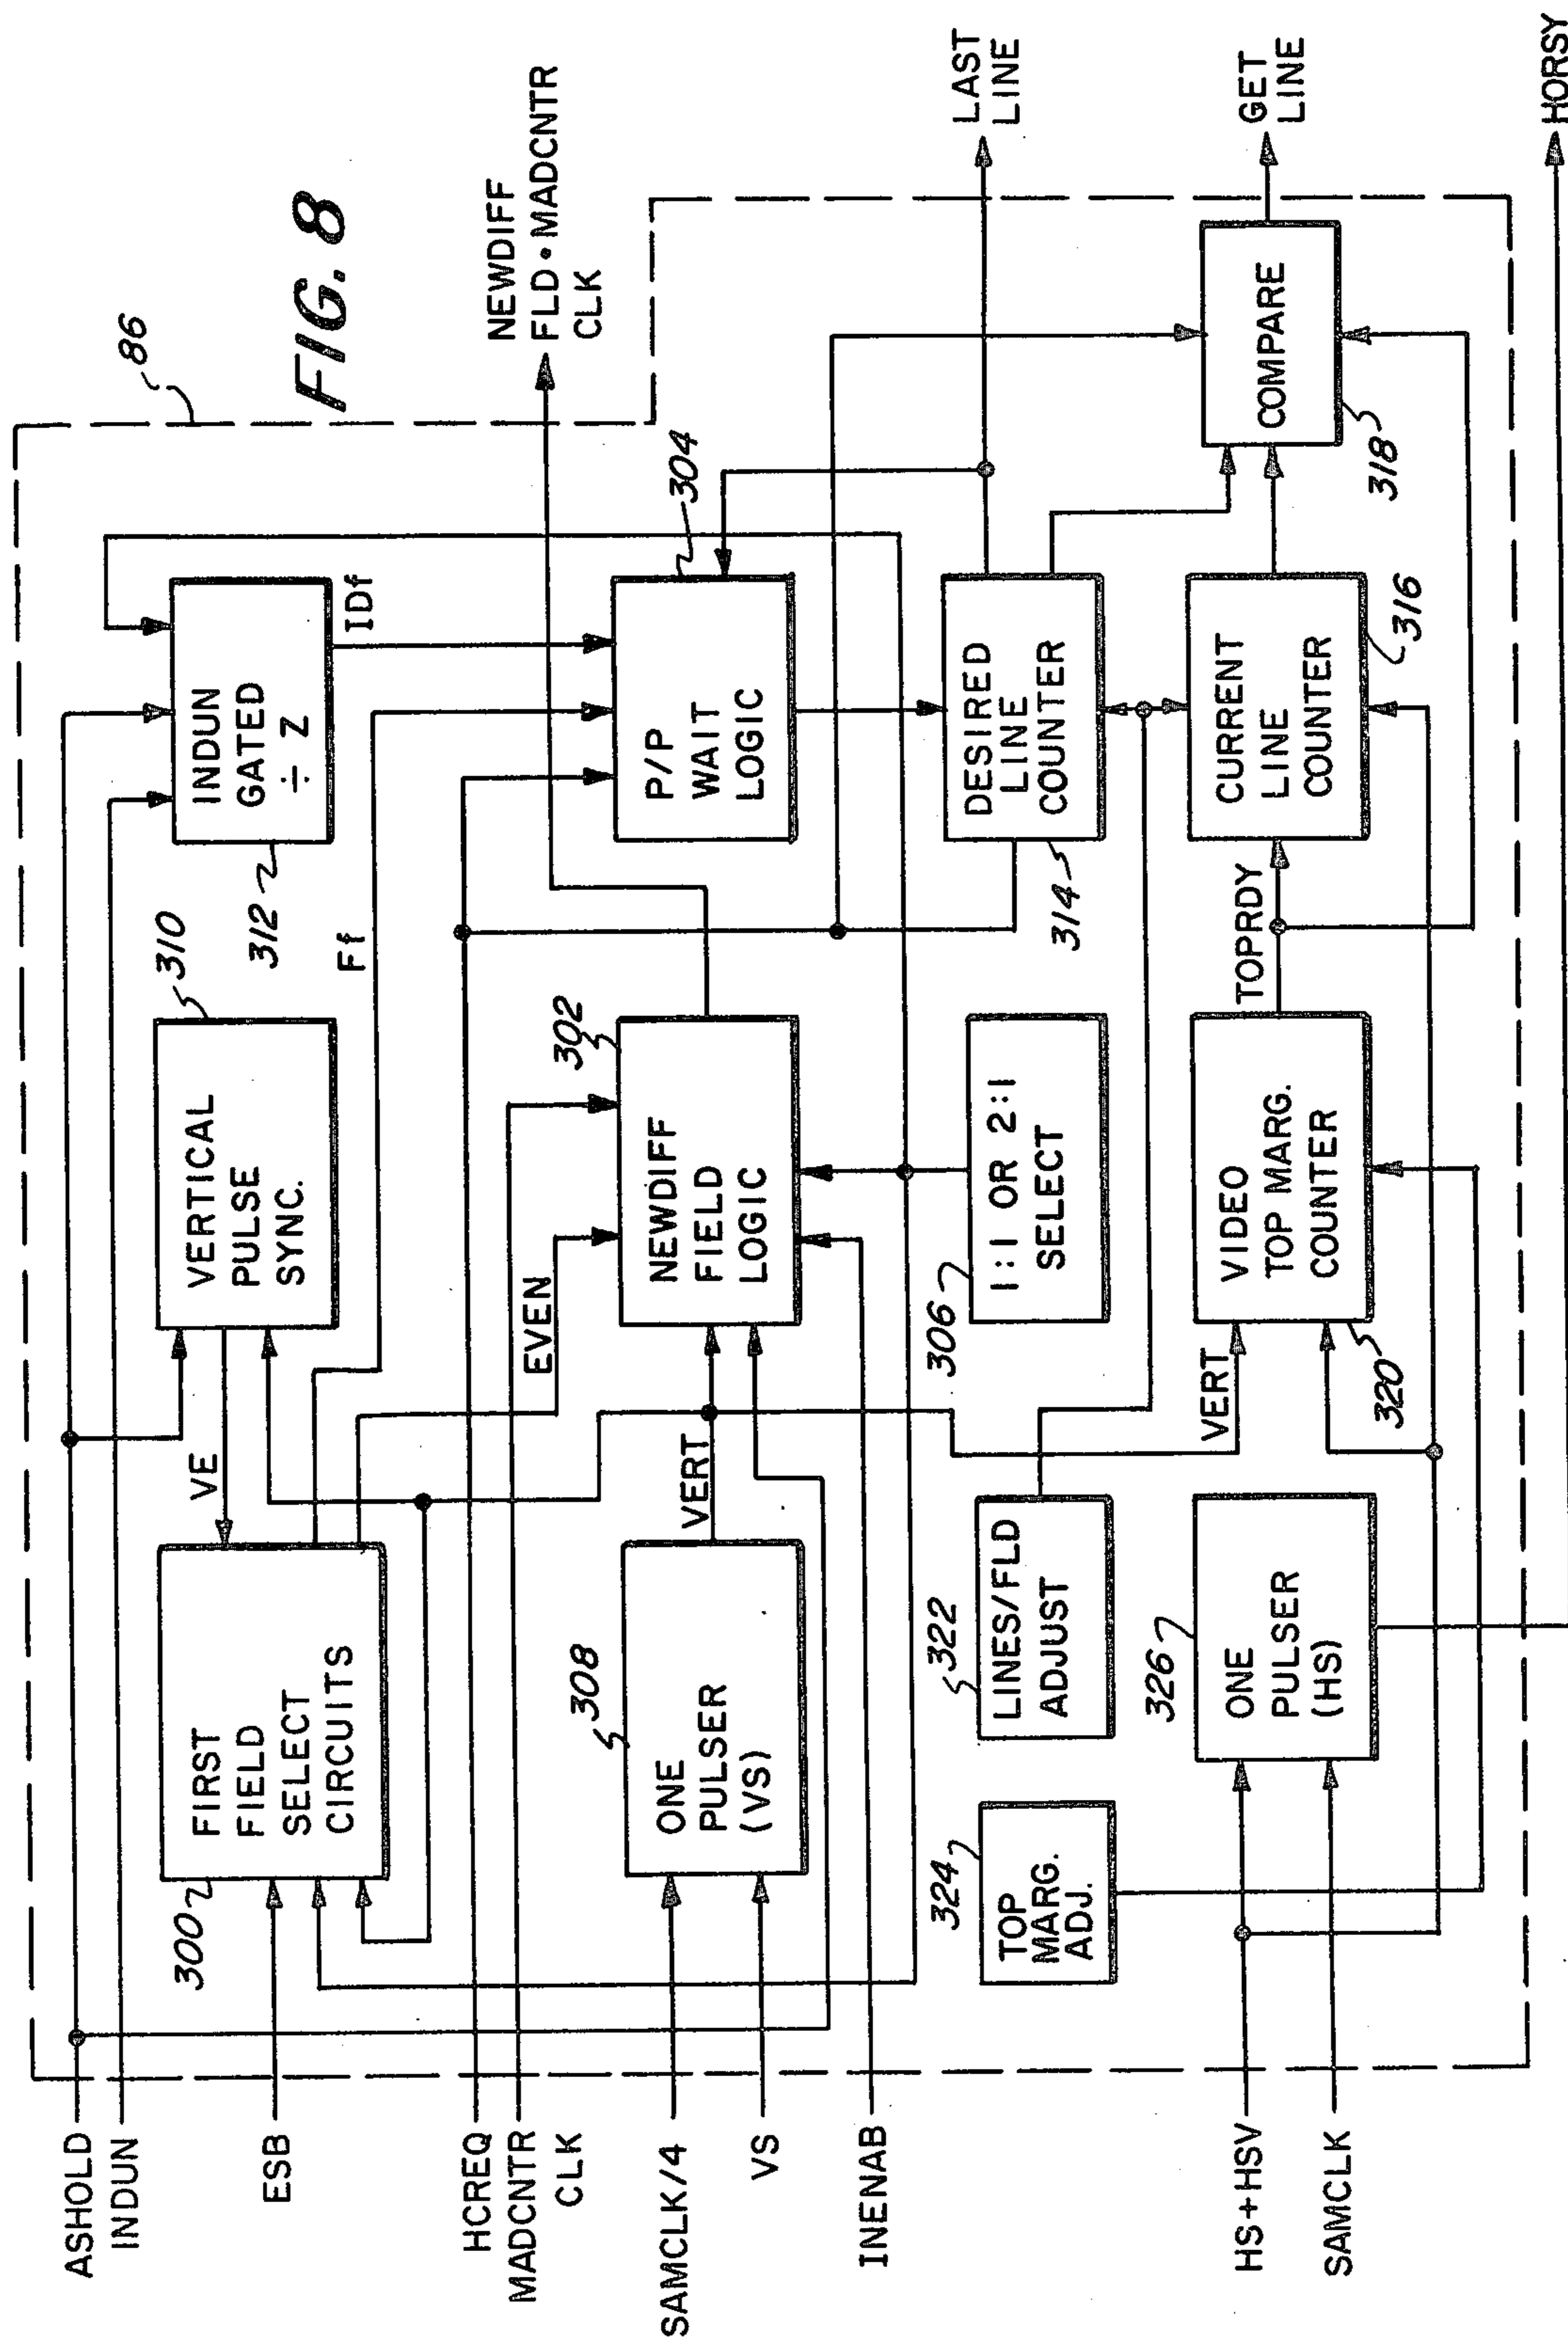 FIG. 8
86
ASHOLD
INDUN
ESB
HCREQ
MADCNTR
CLK
SAMCLK/4
VS
INENAB
HS+HSV
SAMCLK
300
FIRST
FIELD
SELECT
CIRCUITS
VE
310
VERTICAL
PULSE
SYNC.
Ff
312
INDUN
GATED
÷ Z
IDf
308
ONE
PULSER
(VS)
VERT
EVEN
302
NEWDIFF
FIELD
LOGIC
304
P/P
WAIT
LOGIC
NEWDIFF
FLD•MADCNTR
CLK
324
TOP
MARG.
ADJ.
322
LINES/FLD
ADJUST
306
1:1 OR 2:1
SELECT
314
DESIRED
LINE
COUNTER
LAST
LINE
326
ONE
PULSER
(HS)
VERT
320
VIDEO
TOP MARG.
COUNTER
TOPRDY
CURRENT
LINE
COUNTER
316
COMPARE
318
GET
LINE
HORSY